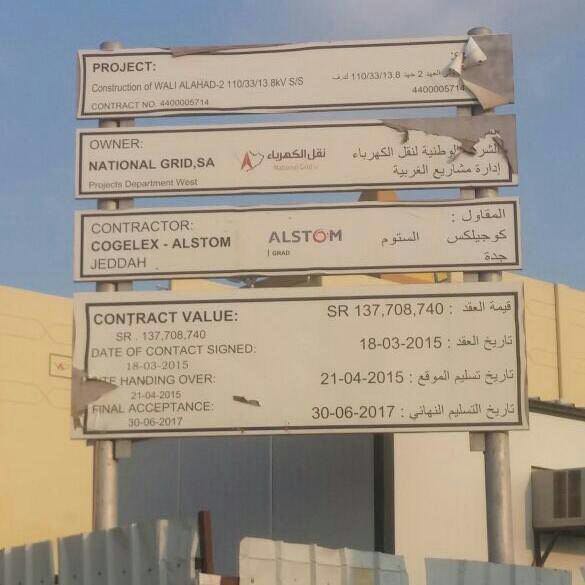 PROJECT:
Construction of WALI ALAHAD-2 110/33/13.8kV S/S
العهد 2 جهد 110/33/13.8 ك.ف
CONTRACT NO. 4400005714
4400005714
OWNER:
NATIONAL GRID,SA
نقل الكهرباء
National Grid
الوطنية لنقل الكهرباء
Projects Department West
إدارة مشاريع الغربية
CONTRACTOR:
المقاول :
COGELEX - ALSTOM
ALSTOM
كوجيلكس الستوم
JEDDAH
GRID
جدة
CONTRACT VALUE:
قيمة العقد : SR 137,708,740
SR . 137,708,740
DATE OF CONTACT SIGNED:
تاريخ العقد : 18-03-2015
18-03-2015
HANDING OVER:
تاريخ تسليم الموقع : 21-04-2015
21-04-2015
FINAL ACCEPTANCE:
تاريخ التسليم النهائي : 30-06-2017
30-06-2017